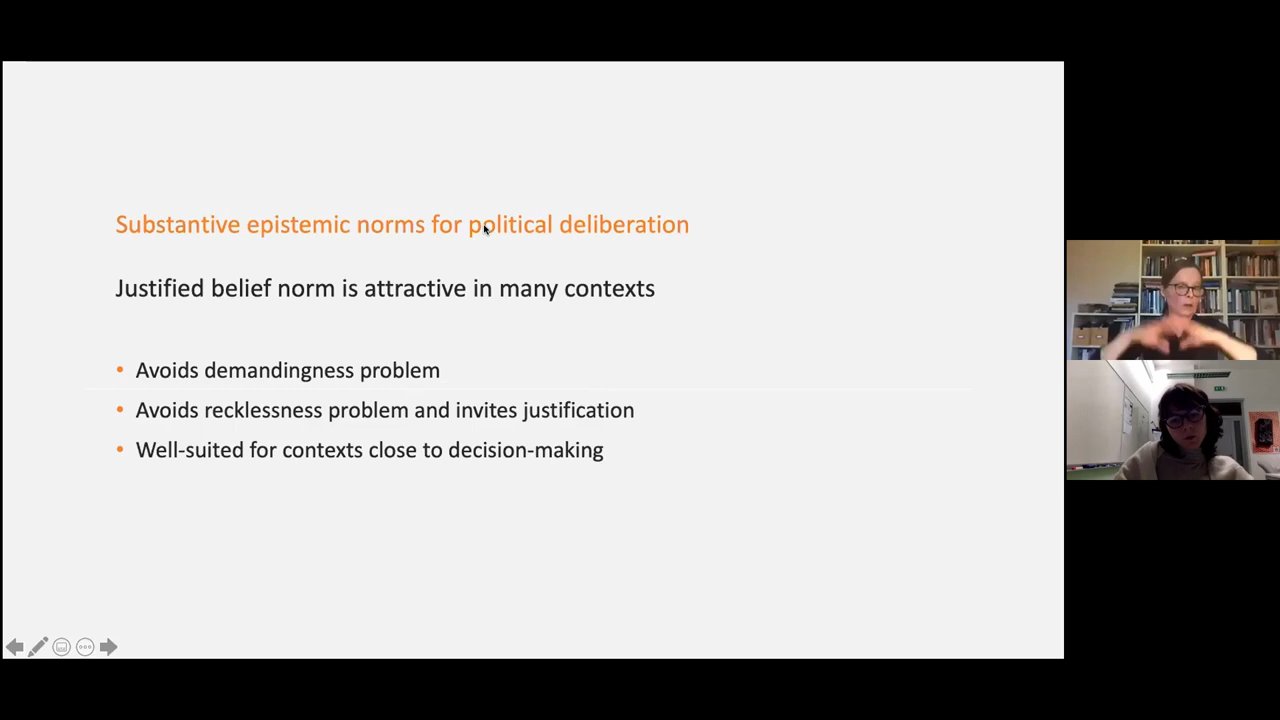 Substantive epistemic norms for political deliberation
Justified belief norm is attractive in many contexts
• Avoids demandingness problem
• Avoids recklessness problem and invites justification
• Well-suited for contexts close to decision-making